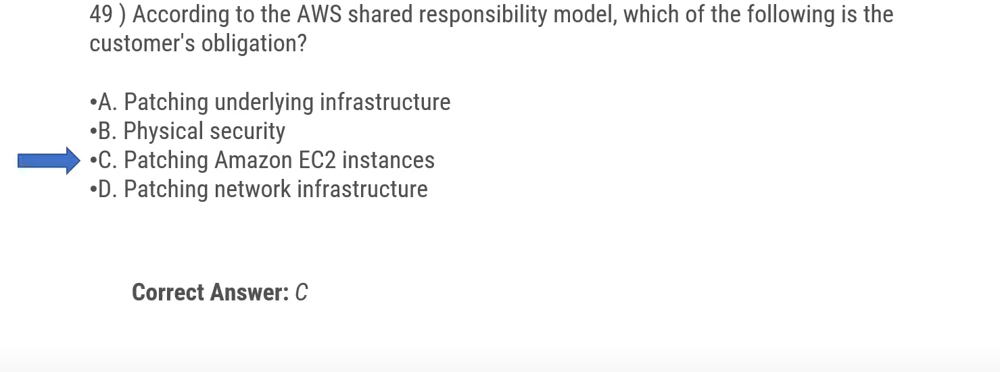 49 ) According to the AWS shared responsibility model, which of the following is the
customer's obligation?
•A. Patching underlying infrastructure
•B. Physical security
•C. Patching Amazon EC2 instances
•D. Patching network infrastructure
Correct Answer: C